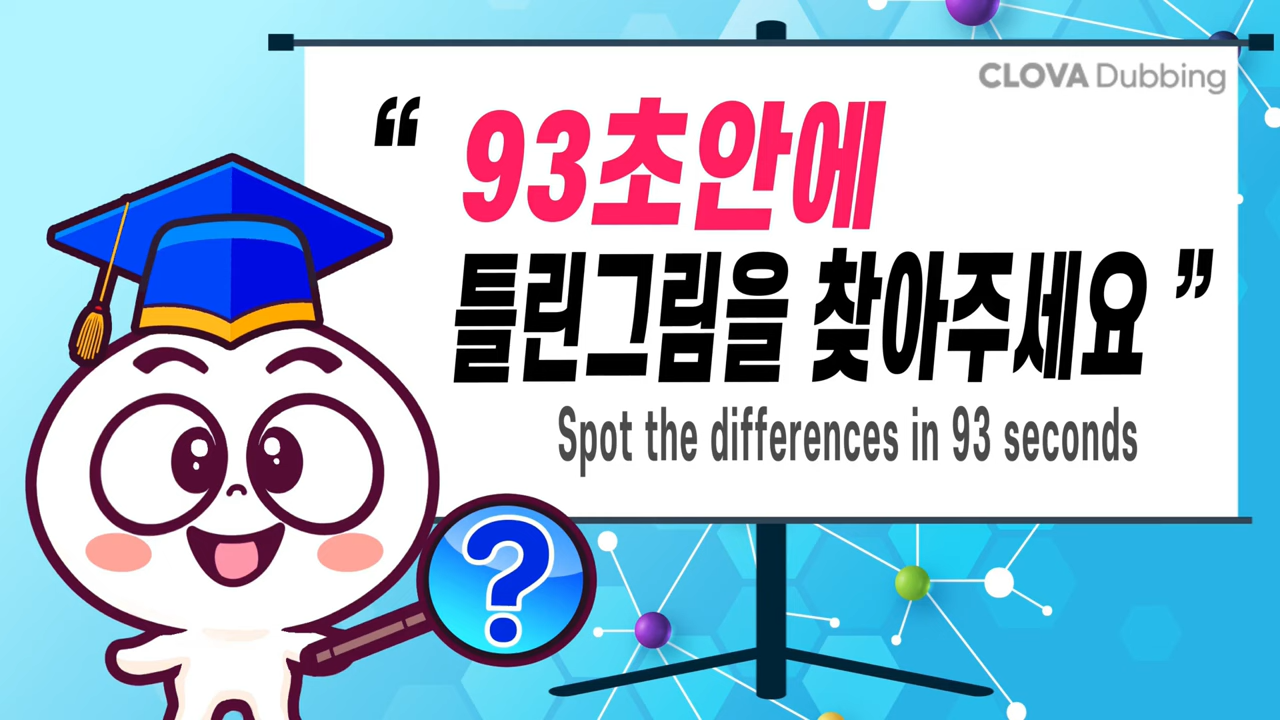 CLOVA Dubbing
“ 93초안에
틀린그림을 찾아주세요 ”
Spot the differences in 93 seconds
?